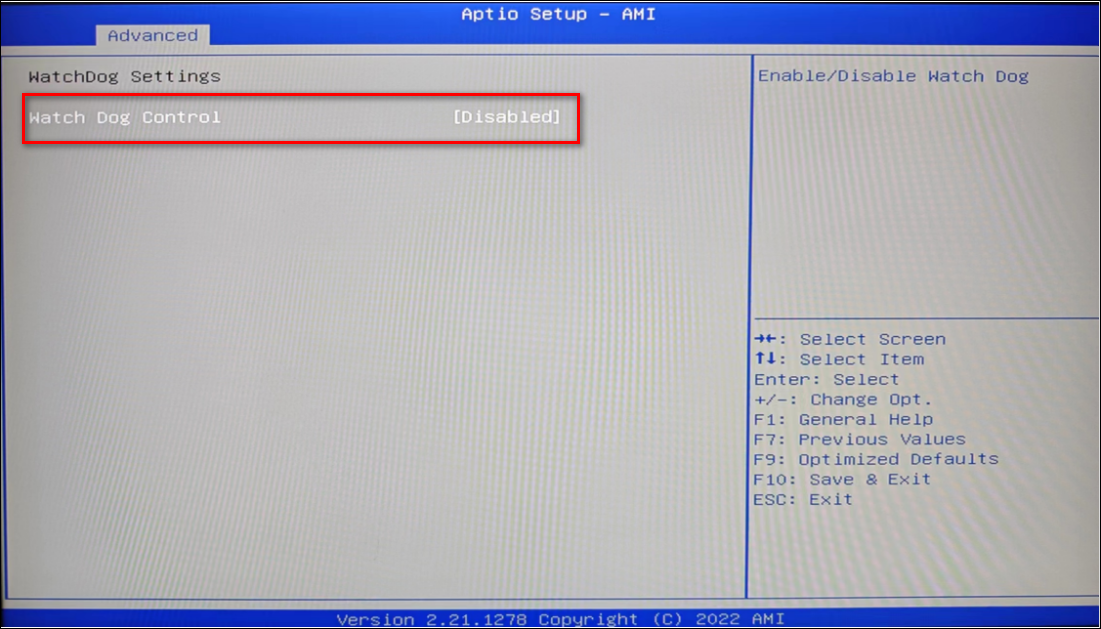 Aptio Setup - AMI
Advanced
WatchDog Settings
Watch Dog Control [Disabled]
Enable/Disable Watch Dog
→←: Select Screen
↑↓: Select Item
Enter: Select
+/-: Change Opt.
F1: General Help
F7: Previous Values
F9: Optimized Defaults
F10: Save & Exit
ESC: Exit
Version 2.21.1278 Copyright (C) 2022 AMI